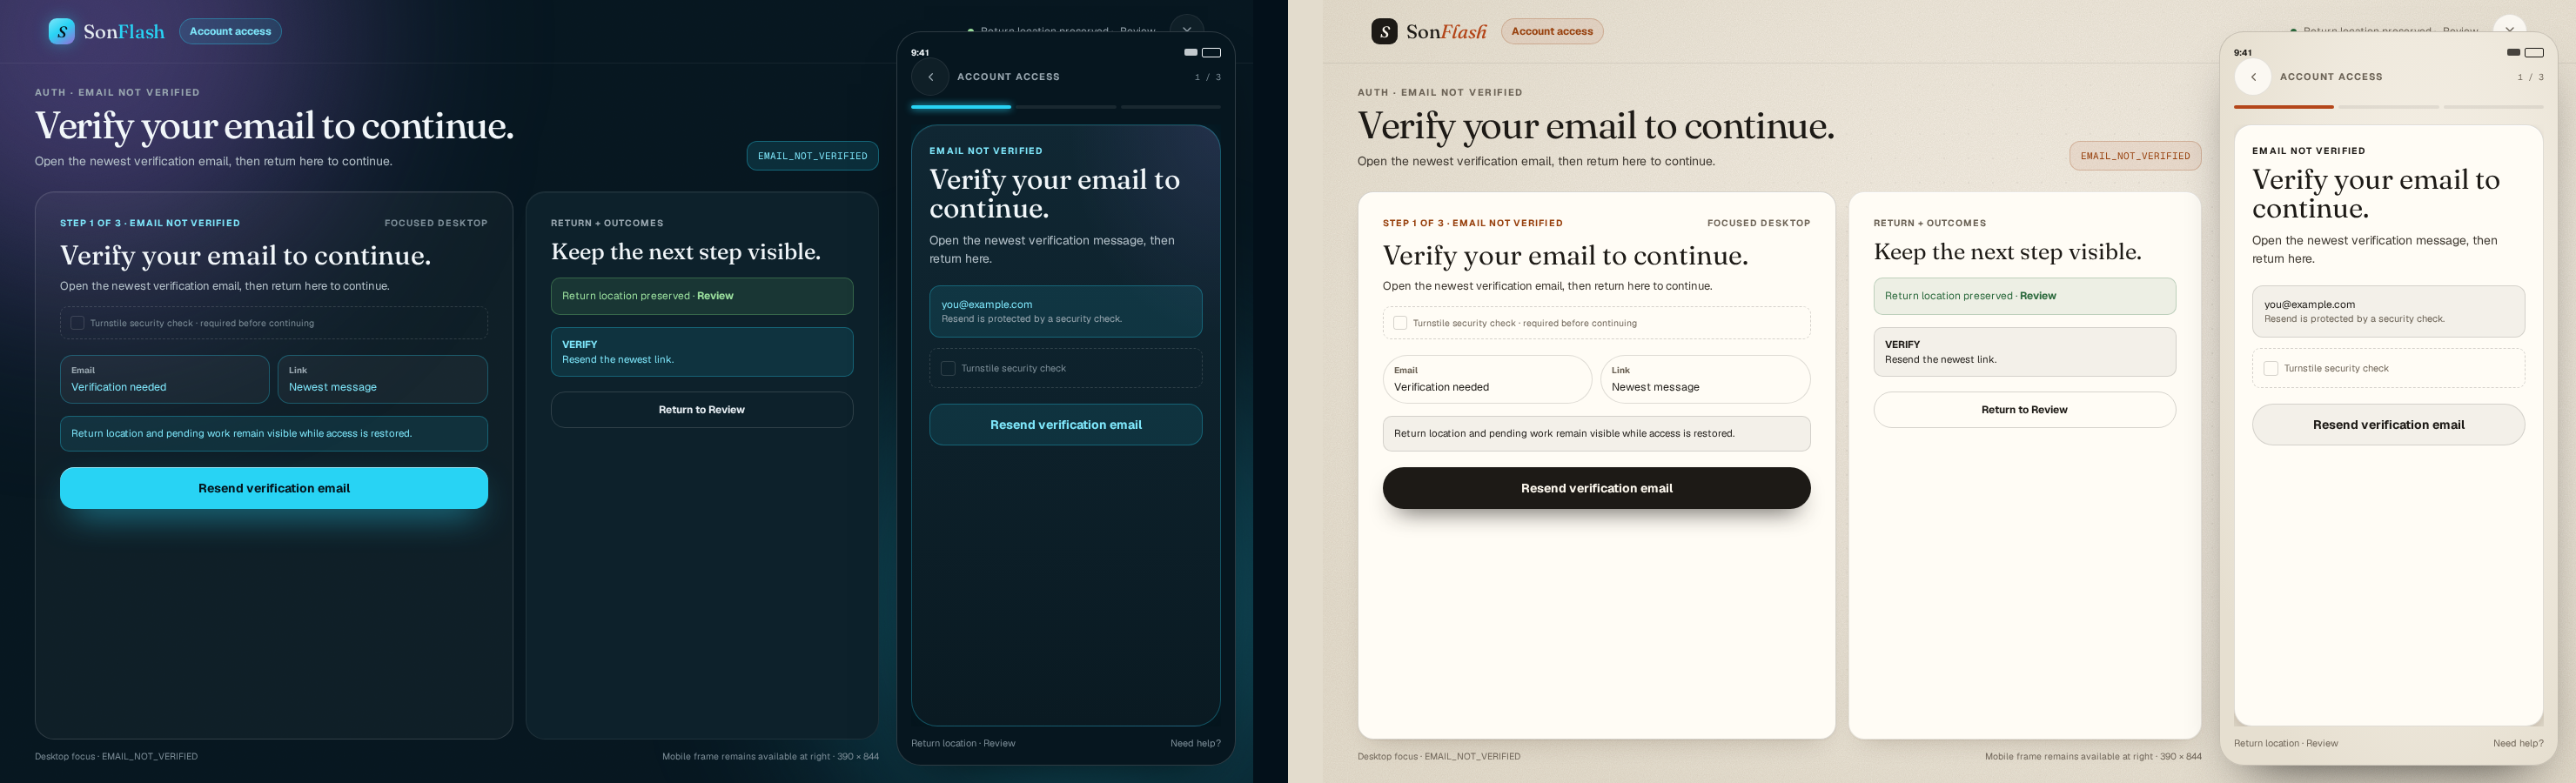 S SonFlash Account access
Return location preserved · Review
AUTH · EMAIL NOT VERIFIED
Verify your email to continue.
Open the newest verification email, then return here to continue.
EMAIL_NOT_VERIFIED
STEP 1 OF 3 · EMAIL NOT VERIFIED
FOCUSED DESKTOP
Verify your email to continue.
Open the newest verification email, then return here to continue.
Turnstile security check · required before continuing
Email
Verification needed
Link
Newest message
Return location and pending work remain visible while access is restored.
Resend verification email
RETURN + OUTCOMES
Keep the next step visible.
Return location preserved · Review
VERIFY
Resend the newest link.
Return to Review
Desktop focus · EMAIL_NOT_VERIFIED
Mobile frame remains available at right · 390 × 844
9:41
ACCOUNT ACCESS
1 / 3
EMAIL NOT VERIFIED
Verify your email to
continue.
Open the newest verification message, then
return here.
you@example.com
Resend is protected by a security check.
Turnstile security check
Resend verification email
Return location · Review
Need help?
S SonFlash Account access
Return location preserved · Review
AUTH · EMAIL NOT VERIFIED
Verify your email to continue.
Open the newest verification email, then return here to continue.
EMAIL_NOT_VERIFIED
STEP 1 OF 3 · EMAIL NOT VERIFIED
FOCUSED DESKTOP
Verify your email to continue.
Open the newest verification email, then return here to continue.
Turnstile security check · required before continuing
Email
Verification needed
Link
Newest message
Return location and pending work remain visible while access is restored.
Resend verification email
RETURN + OUTCOMES
Keep the next step visible.
Return location preserved · Review
VERIFY
Resend the newest link.
Return to Review
Desktop focus · EMAIL_NOT_VERIFIED
Mobile frame remains available at right · 390 × 844
9:41
ACCOUNT ACCESS
1 / 3
EMAIL NOT VERIFIED
Verify your email to
continue.
Open the newest verification message, then
return here.
you@example.com
Resend is protected by a security check.
Turnstile security check
Resend verification email
Return location · Review
Need help?